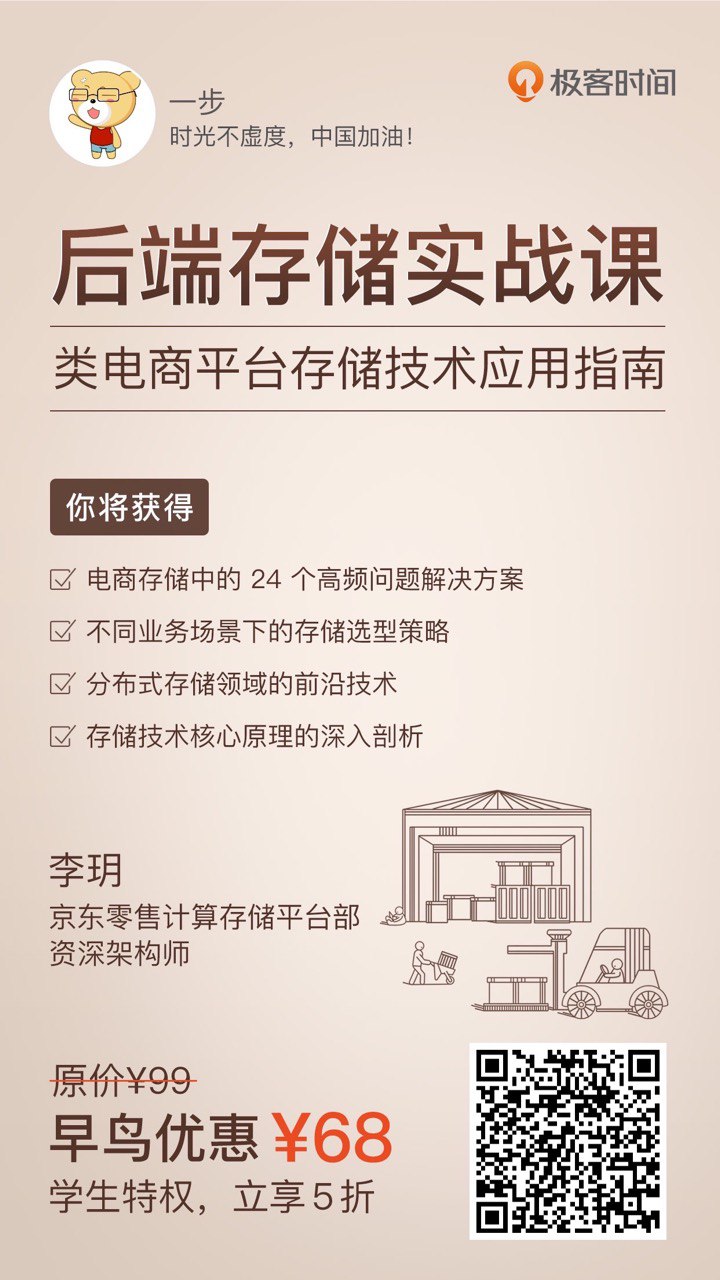 一步
时光不虚度，中国加油！
极客时间
后端存储实战课
类电商平台存储技术应用指南
你将获得
电商存储中的 24 个高频问题解决方案
不同业务场景下的存储选型策略
分布式存储领域的前沿技术
存储技术核心原理的深入剖析
李玥
京东零售计算存储平台部
资深架构师
原价¥99
早鸟优惠 ¥68
学生特权，立享5折